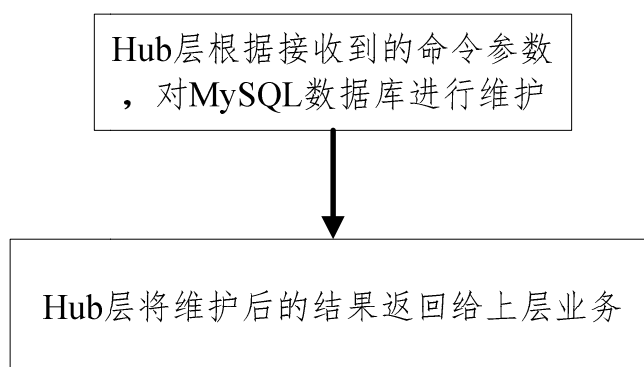 Hub层根据接收到的命令参数
，对MySQL数据库进行维护
Hub层将维护后的结果返回给上层业务